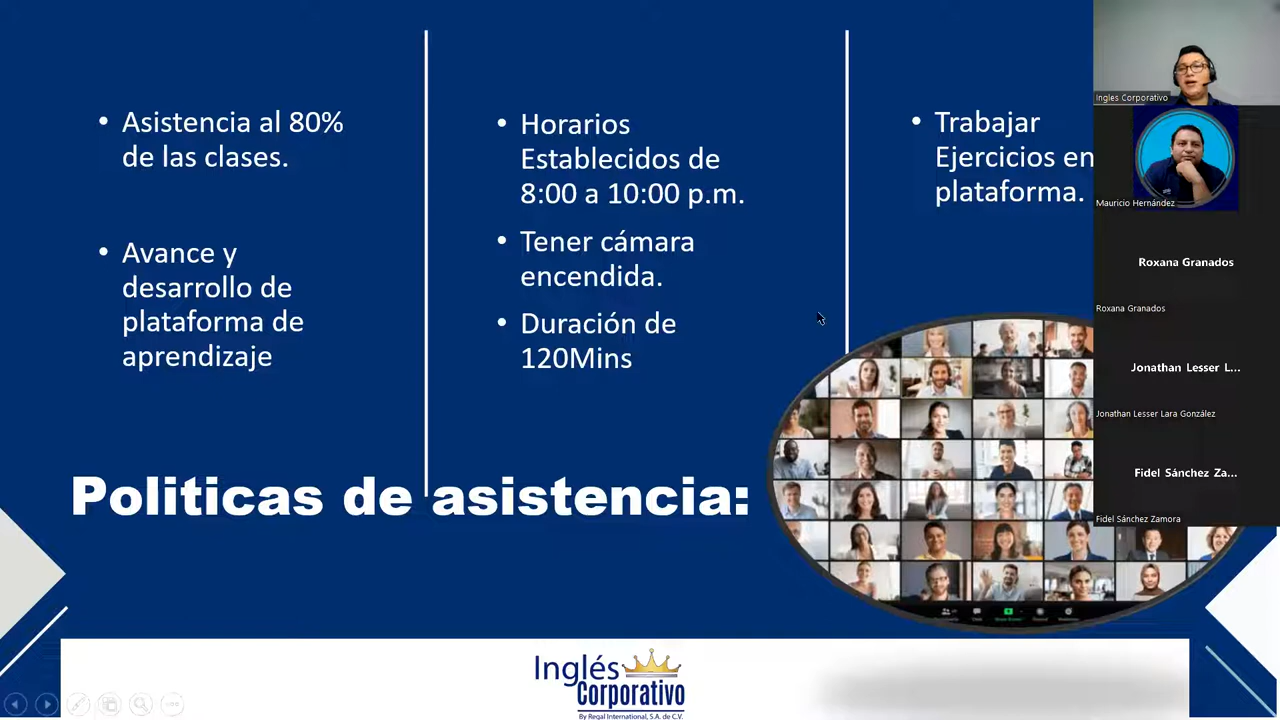 Asistencia al 80%
de las clases.
Avance y
desarrollo de
plataforma de
aprendizaje
Horarios
Establecidos de
8:00 a 10:00 p.m.
Tener cámara
encendida.
Duración de
120Mins
Trabajar
Ejercicios en
plataforma.
Politicas de asistencia:
Ingles Corporativo
Mauricio Hernández
Roxana Granados
Roxana Granados
Jonathan Lesser L...
Jonathan Lesser Lara González
Fidel Sánchez Za...
Fidel Sánchez Zamora
Inglés
Corporativo
By Regal International, S.A. de C.V.